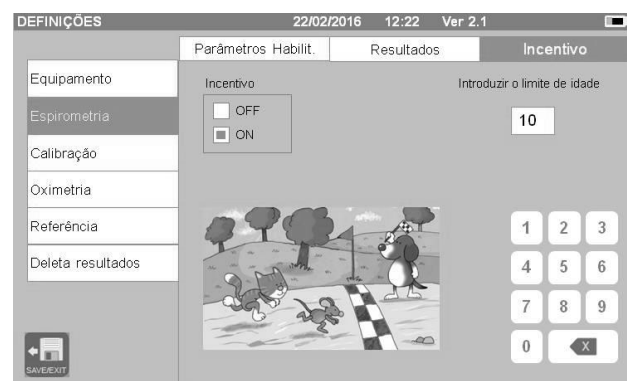 DEFINIÇÕES 22/02/2016 12:22 Ver 2.1
Parâmetros Habilit. Resultados Incentivo
Equipamento
Espirometria
Calibração
Oximetria
Referência
Deleta resultados
SAVE/EXIT
Incentivo
OFF
ON
Introduzir o limite de idade
10
1 2 3
4 5 6
7 8 9
0 X